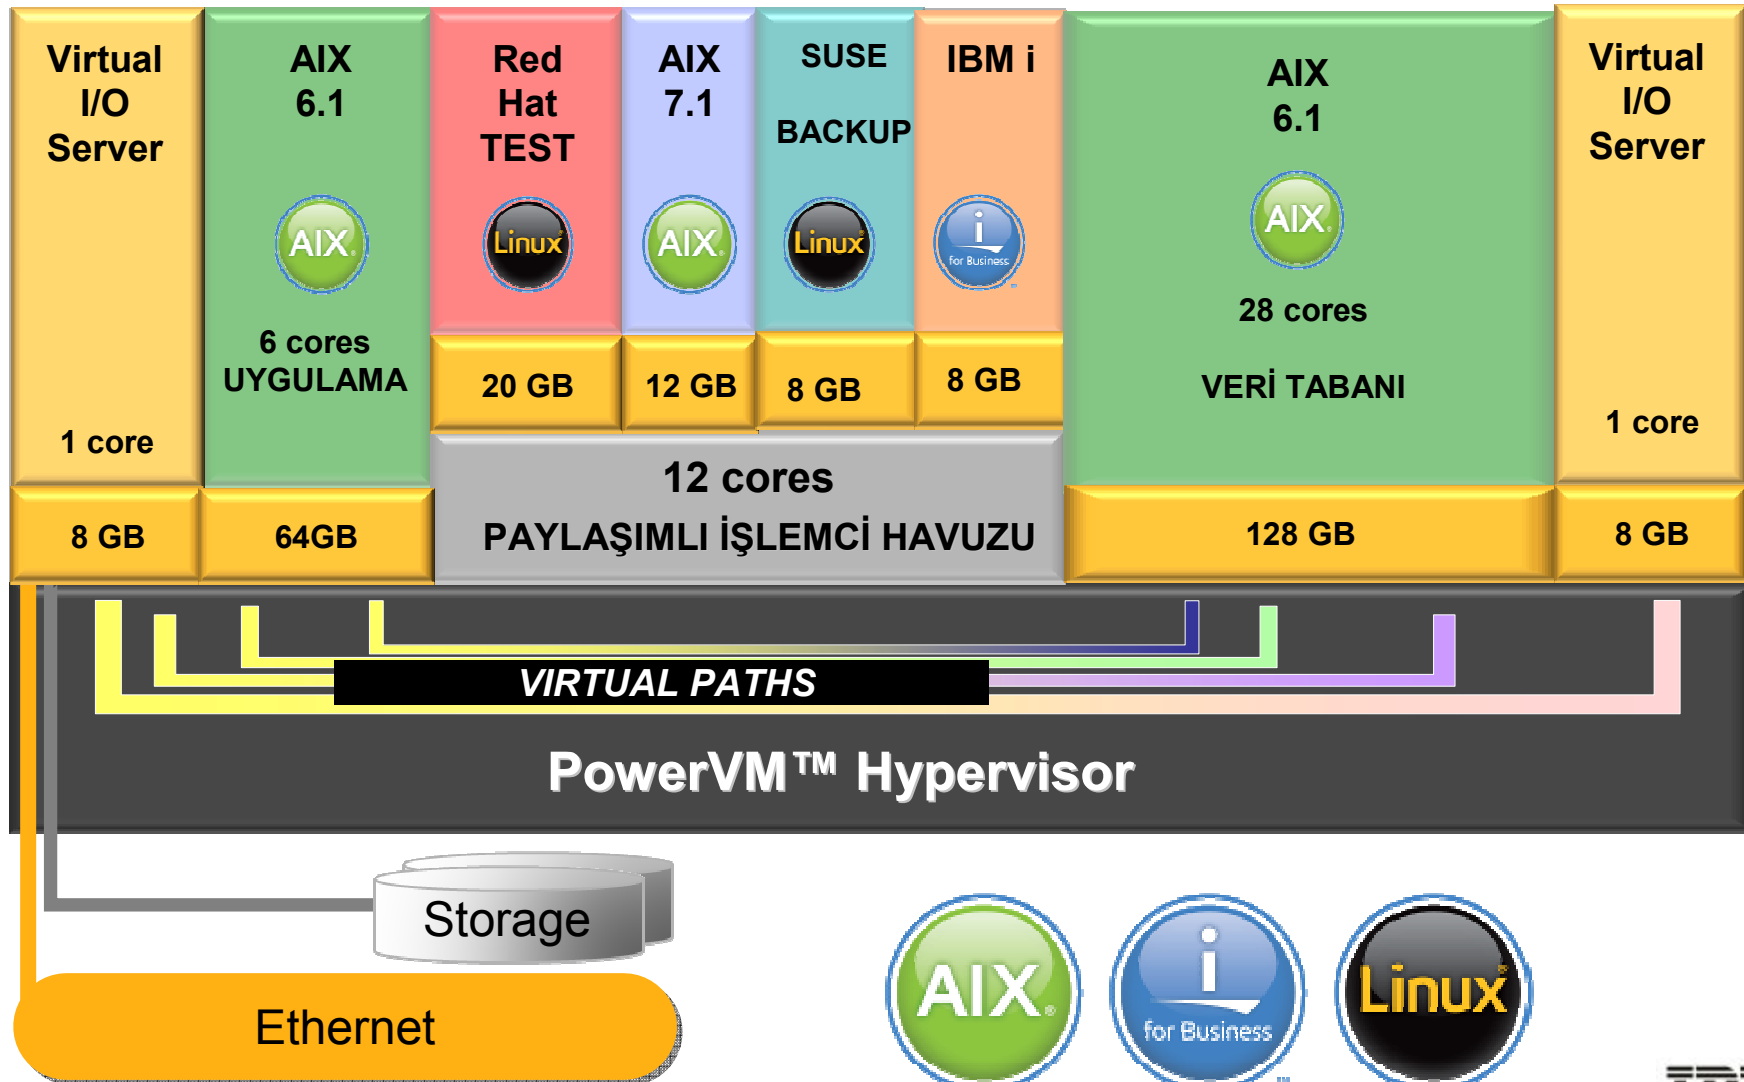 Virtual
I/O
Server
1 core
8 GB
AIX
6.1
AIX
6 cores
UYGULAMA
64GB
Red
Hat
TEST
Linux
20 GB
AIX
7.1
AIX
12 GB
SUSE
BACKUP
Linux
8 GB
IBM i
i
for Business
8 GB
12 cores
PAYLAŞIMLI İŞLEMCİ HAVUZU
AIX
6.1
AIX
28 cores
VERİ TABANI
128 GB
Virtual
I/O
Server
1 core
8 GB
VIRTUAL PATHS
PowerVM™ Hypervisor
Storage
Ethernet
AIX
i
for Business
Linux